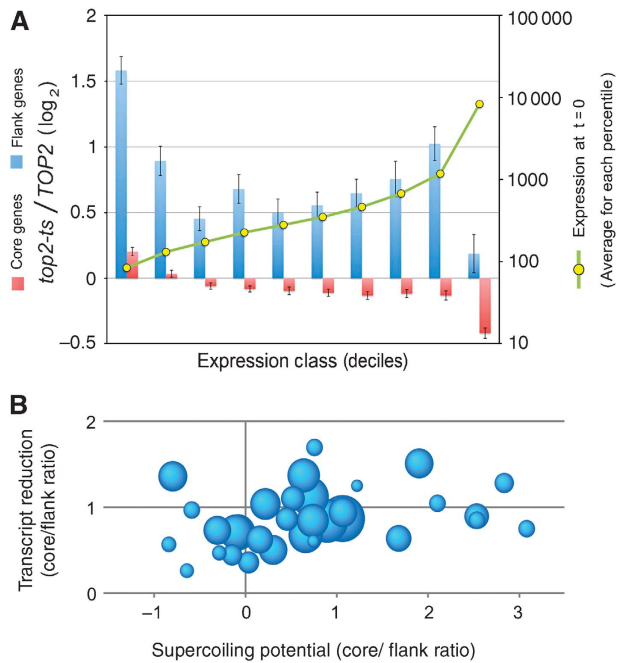 A
Flank genes
Core genes
top2-ts / TOP2 (log2)
2
1.5
1
0.5
0
–0.5
100 000
10 000
1000
100
10
Expression at t = 0
(Average for each percentile)
Expression class (deciles)
B
Transcript reduction
(core/flank ratio)
2
1
0
–1
0
1
2
3
Supercoiling potential (core/ flank ratio)